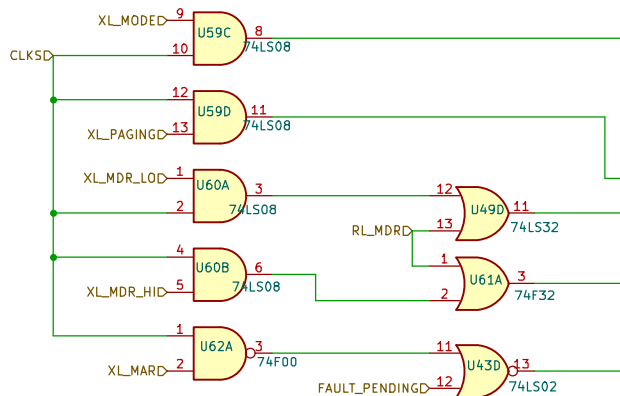 XL_MODE 9 U59C 8 74LS08
CLKS 10
12 U59D 11 74LS08
XL_PAGING 13
XL_MDR_LO 1 U60A 3 74LS08
2
12 U49D 11 74LS32
RL_MDR 13
4 U60B 6 74LS08
XL_MDR_HI 5
1 U61A 3 74F32
2
1 U62A 3 74F00
XL_MAR 2
11 U43D 13 74LS02
FAULT_PENDING 12